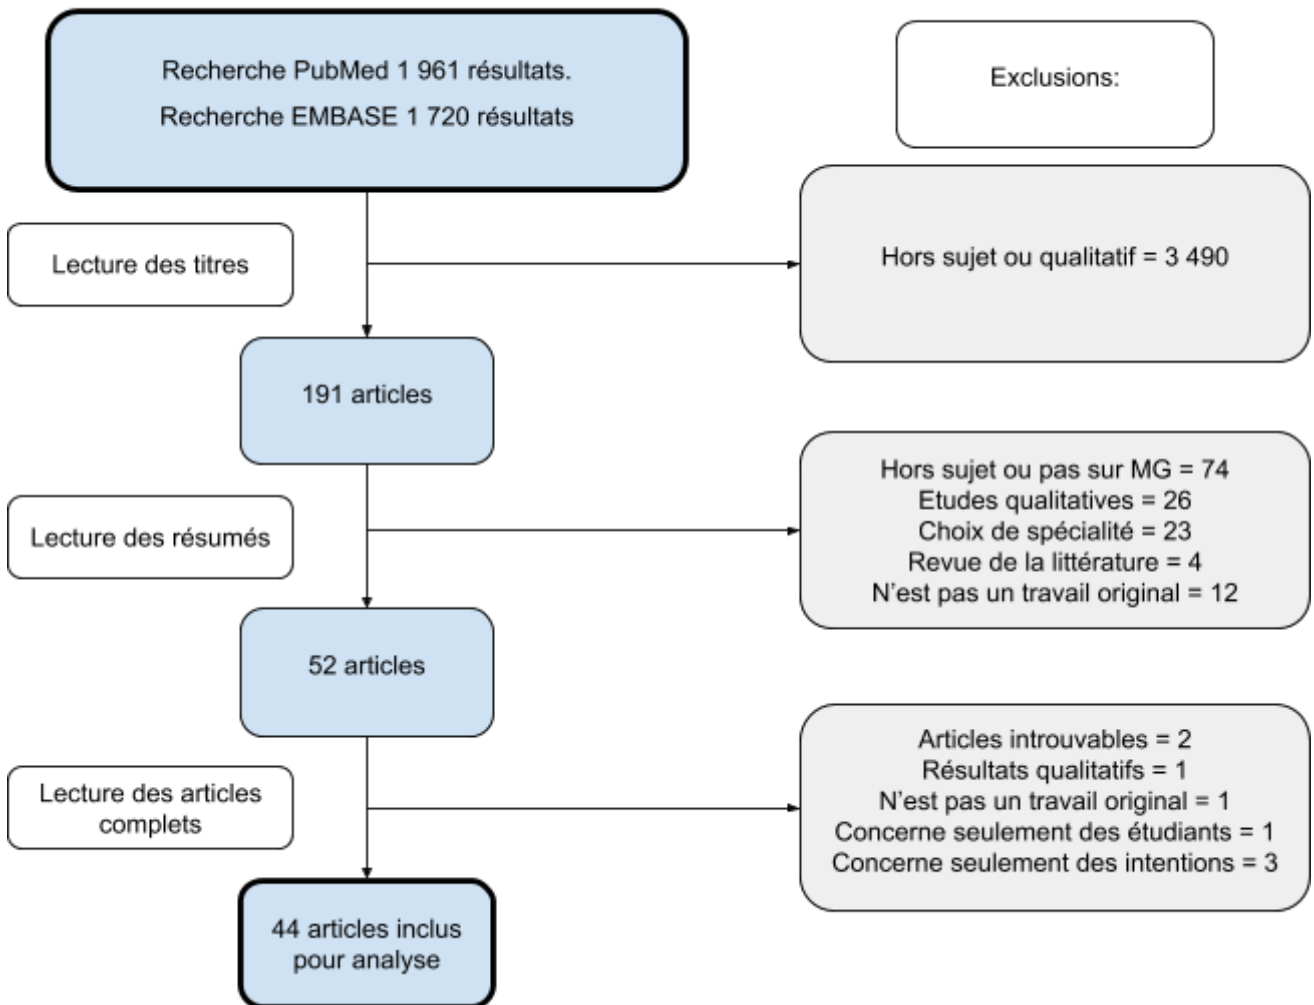 Recherche PubMed 1 961 résultats.
Recherche EMBASE 1 720 résultats
Exclusions:
Lecture des titres
Hors sujet ou qualitatif = 3 490
191 articles
Lecture des résumés
Hors sujet ou pas sur MG = 74
Etudes qualitatives = 26
Choix de spécialité = 23
Revue de la littérature = 4
N'est pas un travail original = 12
52 articles
Lecture des articles
complets
Articles introuvables = 2
Résultats qualitatifs = 1
N'est pas un travail original = 1
Concerne seulement des étudiants = 1
Concerne seulement des intentions = 3
44 articles inclus
pour analyse